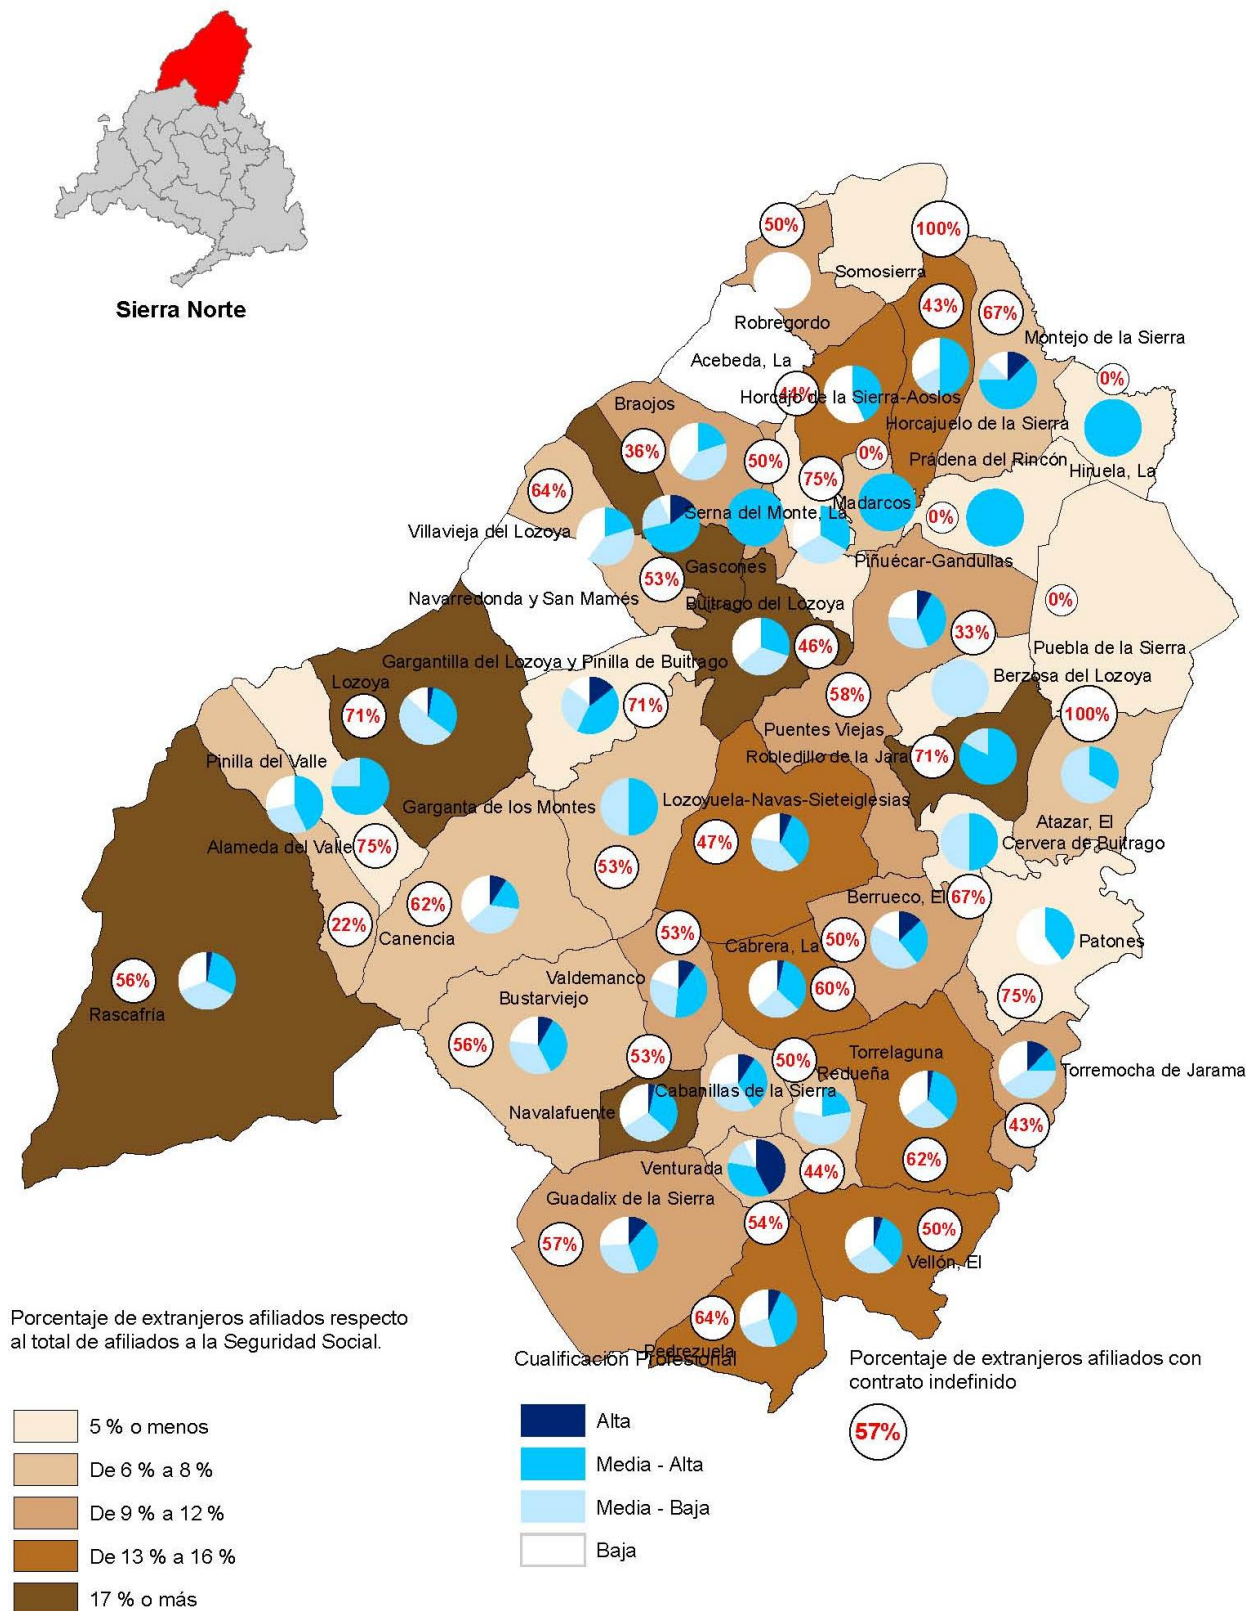 Sierra Norte
50%
100%
Somosierra
43%
67%
Robregordo
Montejo de la Sierra
Acebeda, La
0%
44%
Horcajo de la Sierra-Aoslos
Braojos
Horcajuelo de la Sierra
36%
50%
0%
Prádena del Rincón
Hiruela, La
75%
64%
Madarcos
Serna del Monte, La
0%
Villavieja del Lozoya
Gascones
Piñuécar-Gandullas
53%
Navarredonda y San Mamés
Buitrago del Lozoya
0%
33%
46%
Puebla de la Sierra
Gargantilla del Lozoya y Pinilla de Buitrago
Berzosa del Lozoya
Lozoya
58%
71%
71%
100%
Puentes Viejas
Robledillo de la Jara
71%
Pinilla del Valle
Garganta de los Montes
Lozoyuela-Navas-Sieteiglesias
Atazar, El
Cervera de Buitrago
47%
Alameda del Valle
75%
53%
Berrueco, El
67%
62%
22%
Canencia
53%
Cabrera, La
50%
Patones
56%
Valdemanco
60%
75%
Bustarviejo
Rascafría
56%
53%
50%
Torrelaguna
Redueña
Torremocha de Jarama
Cabanillas de la Sierra
Navalafuente
43%
62%
Venturada
44%
Guadalix de la Sierra
54%
50%
57%
Vellón, El
64%
Pedrezuela
Porcentaje de extranjeros afiliados respecto
al total de afiliados a la Seguridad Social.
5 % o menos
De 6 % a 8 %
De 9 % a 12 %
De 13 % a 16 %
17 % o más
Cualificación Profesional
Alta
Media - Alta
Media - Baja
Baja
Porcentaje de extranjeros afiliados con
contrato indefinido
57%